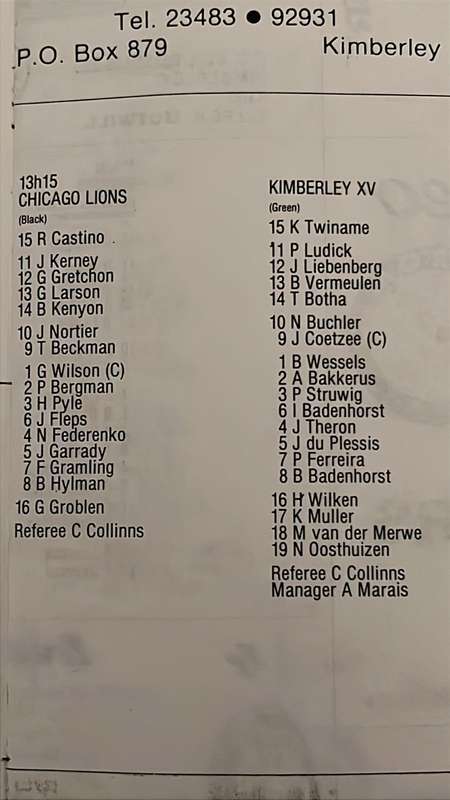 Tel. 23483 ● 92931
P.O. Box 879 Kimberley
13h15
CHICAGO LIONS
(Black)
15 R Castino
11 J Kerney
12 G Gretchon
13 G Larson
14 B Kenyon
10 J Nortier
9 T Beckman
1 G Wilson (C)
2 P Bergman
3 H Pyle
6 J Fleps
4 N Federenko
5 J Garrady
7 F Gramling
8 B Hylman
16 G Groblen
Referee C Collinns
KIMBERLEY XV
(Green)
15 K Twiname
11 P Ludick
12 J Liebenberg
13 B Vermeulen
14 T Botha
10 N Buchler
9 J Coetzee (C)
1 B Wessels
2 A Bakkerus
3 P Struwig
6 I Badenhorst
4 J Theron
5 J du Plessis
7 P Ferreira
8 B Badenhorst
16 H Wilken
17 K Muller
18 M van der Merwe
19 N Oosthuizen
Referee C Collinns
Manager A Marais